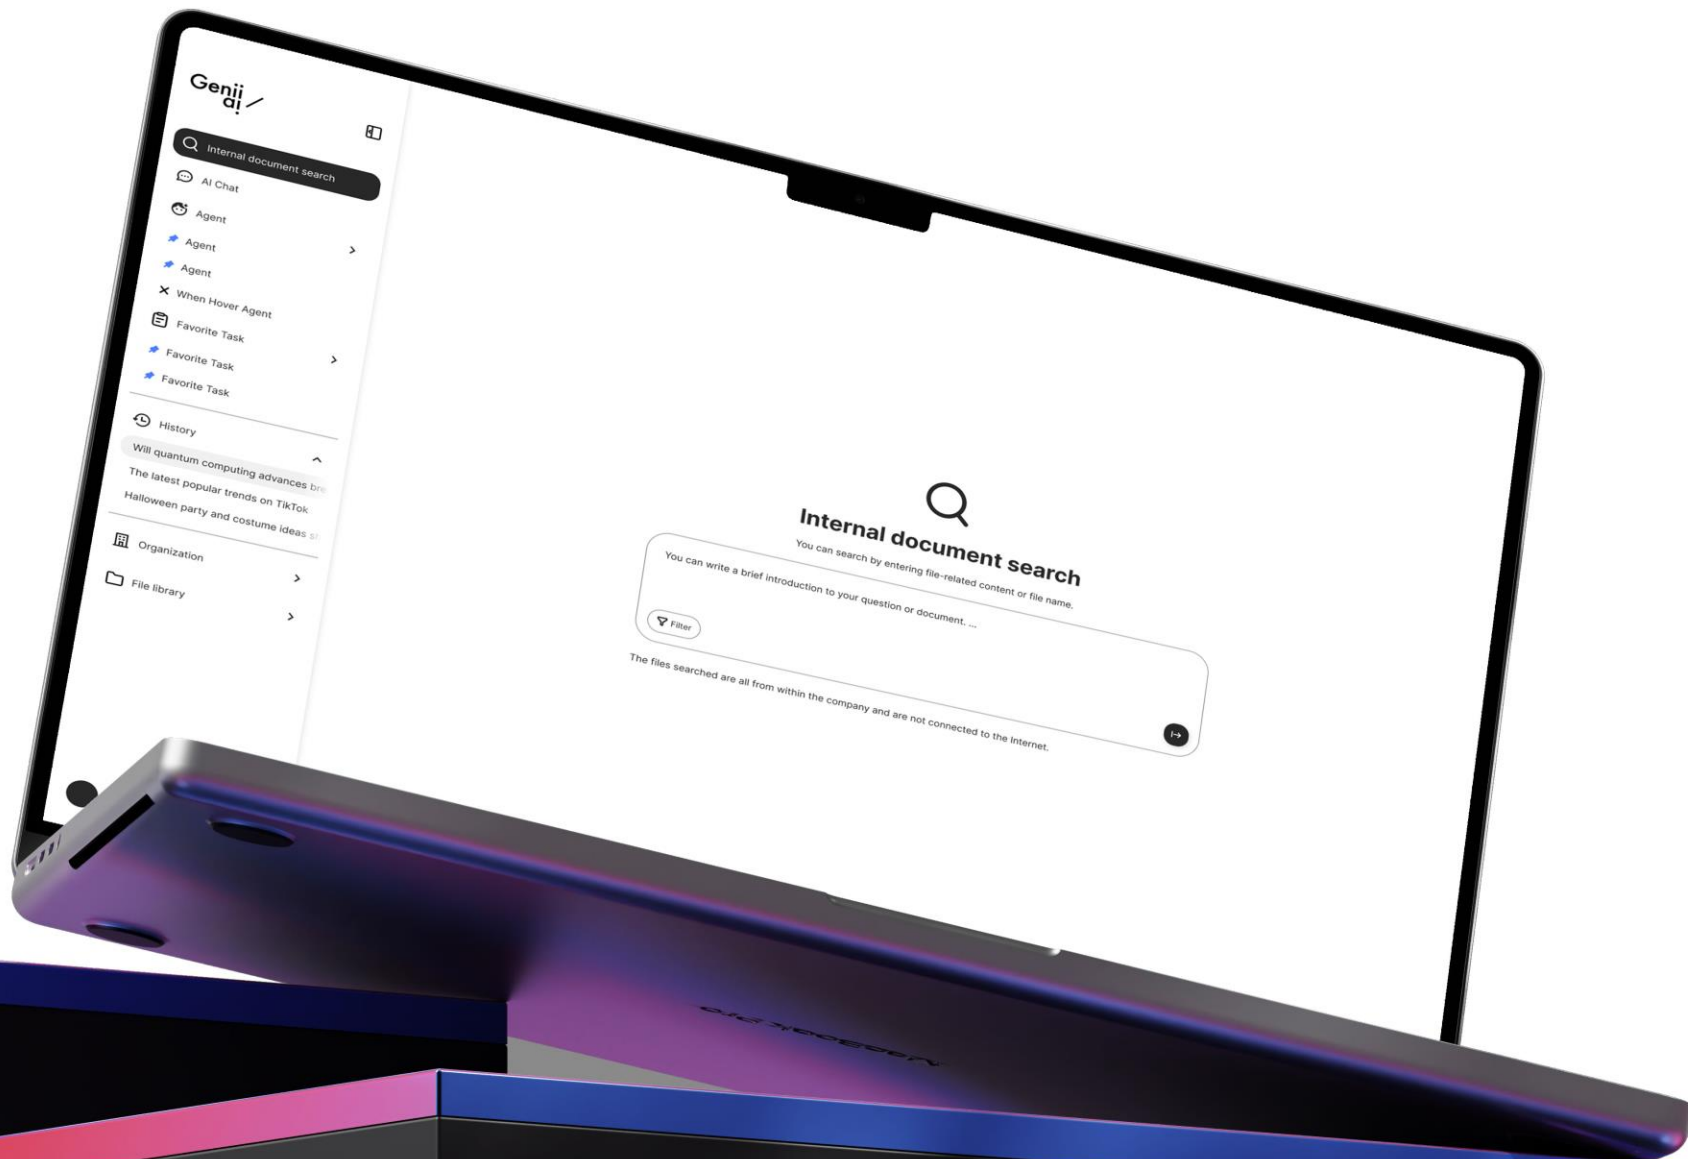 Genii
ai
Internal document search
AI Chat
Agent
Agent
Agent
When Hover Agent
Favorite Task
Favorite Task
Favorite Task
History
Will quantum computing advances bre
The latest popular trends on TikTok
Halloween party and costume ideas s
Organization
File library
Internal document search
You can search by entering file-related content or file name.
You can write a brief introduction to your question or document. ...
Filter
The files searched are all from within the company and are not connected to the Internet.
MacBook Pro